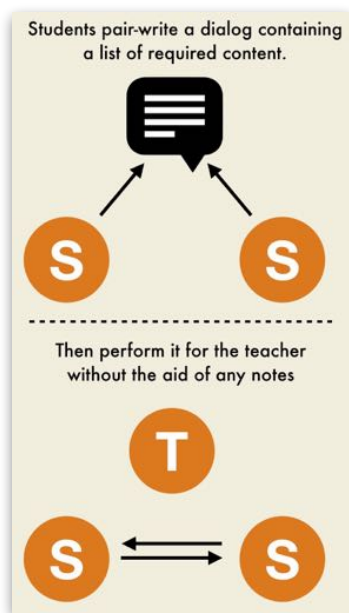 Students pair-write a dialog containing
a list of required content.
S
S
Then perform it for the teacher
without the aid of any notes
T
S
S